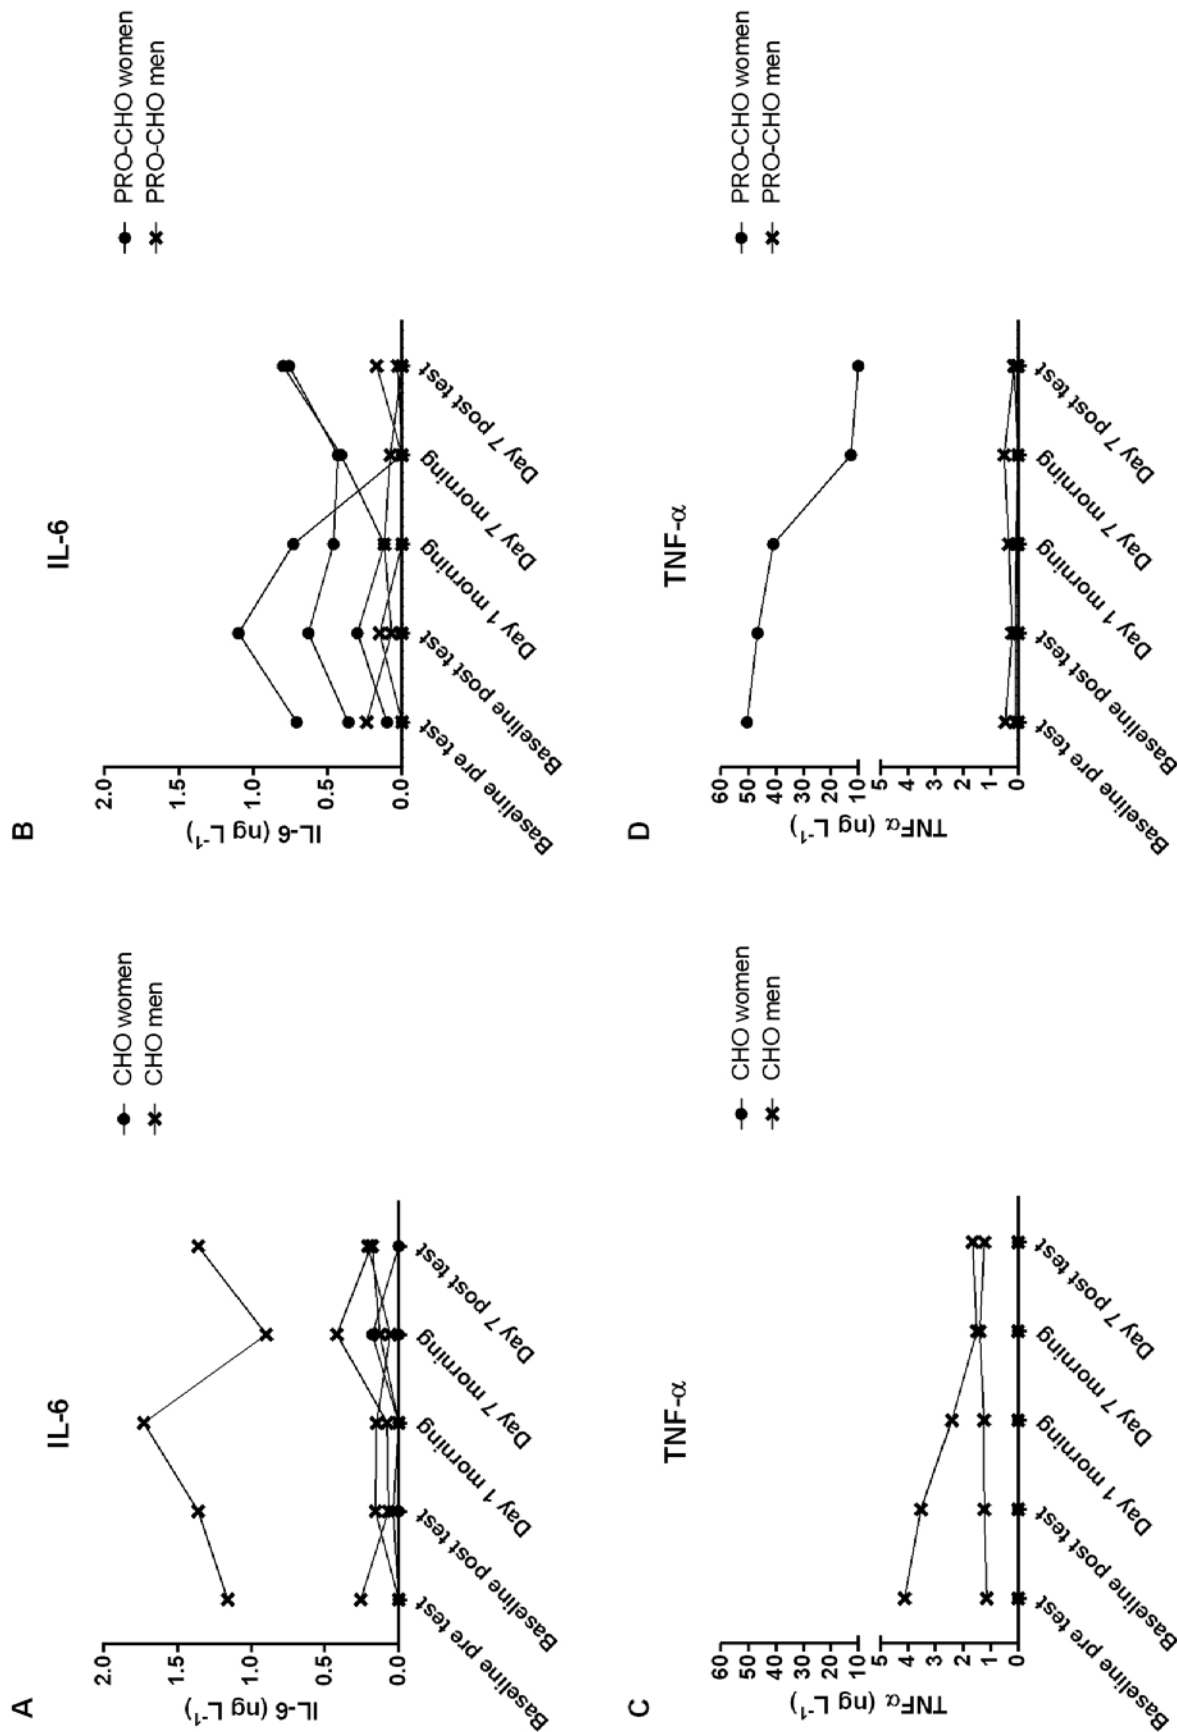 A
IL-6
2.0
1.5
1.0
0.5
0.0
IL-6 (ng L⁻¹)
Baseline pre test
Baseline post test
Day 1 morning
Day 7 morning
Day 7 post test
CHO women
CHO men
B
IL-6
2.0
1.5
1.0
0.5
0.0
IL-6 (ng L⁻¹)
Baseline pre test
Baseline post test
Day 1 morning
Day 7 morning
Day 7 post test
PRO-CHO women
PRO-CHO men
C
TNF-α
60
50
40
30
20
10
5
4
3
2
1
0
TNFα (ng L⁻¹)
Baseline pre test
Baseline post test
Day 1 morning
Day 7 morning
Day 7 post test
CHO women
CHO men
D
TNF-α
60
50
40
30
20
10
5
4
3
2
1
0
TNFα (ng L⁻¹)
Baseline pre test
Baseline post test
Day 1 morning
Day 7 morning
Day 7 post test
PRO-CHO women
PRO-CHO men